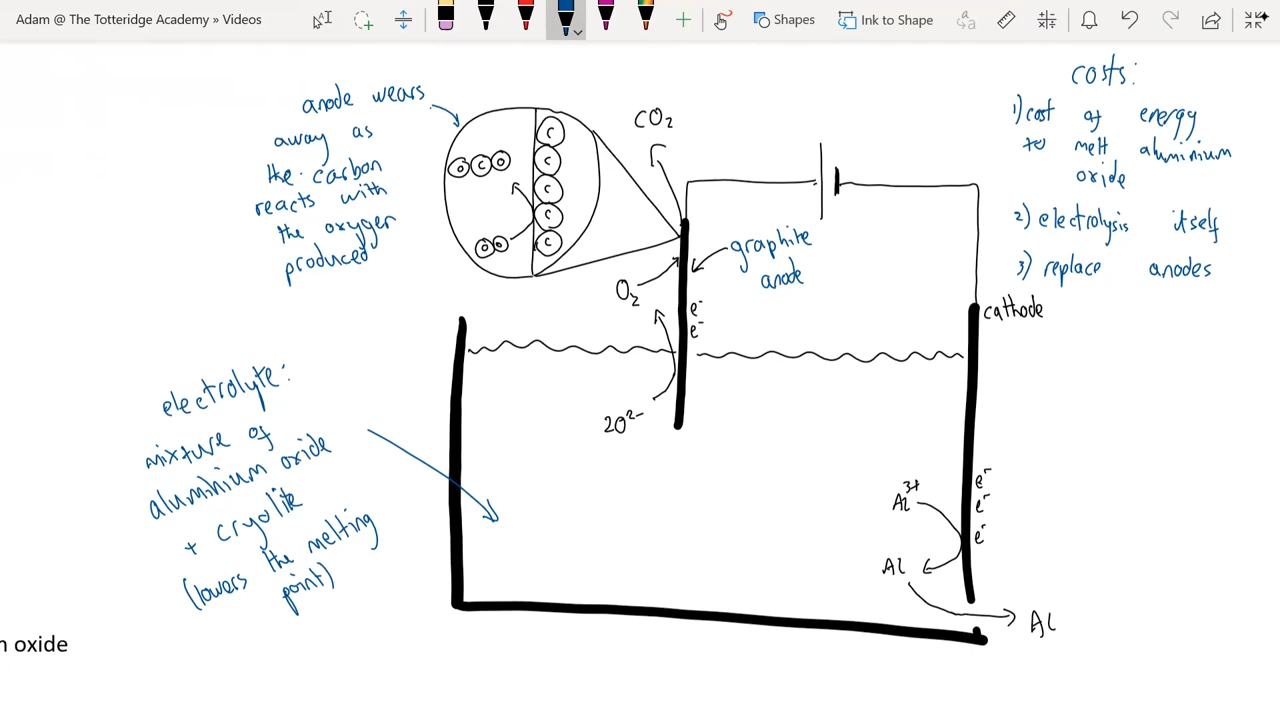 Adam @ The Totteridge Academy » Videos
Shapes
Ink to Shape
anode wears
away as
the carbon
reacts with
the oxygen
produced
O C O
O O
C
C
C
C
C
CO₂
O₂
graphite
anode
e⁻
e⁻
2O²⁻
costs:
1) cost of energy
to melt aluminium
oxide
2) electrolysis itself
3) replace anodes
cathode
electrolyte:
mixture of
aluminium oxide
+ cryolite
(lowers the melting
point)
Al³⁺
e⁻
e⁻
e⁻
Al
Al
n oxide